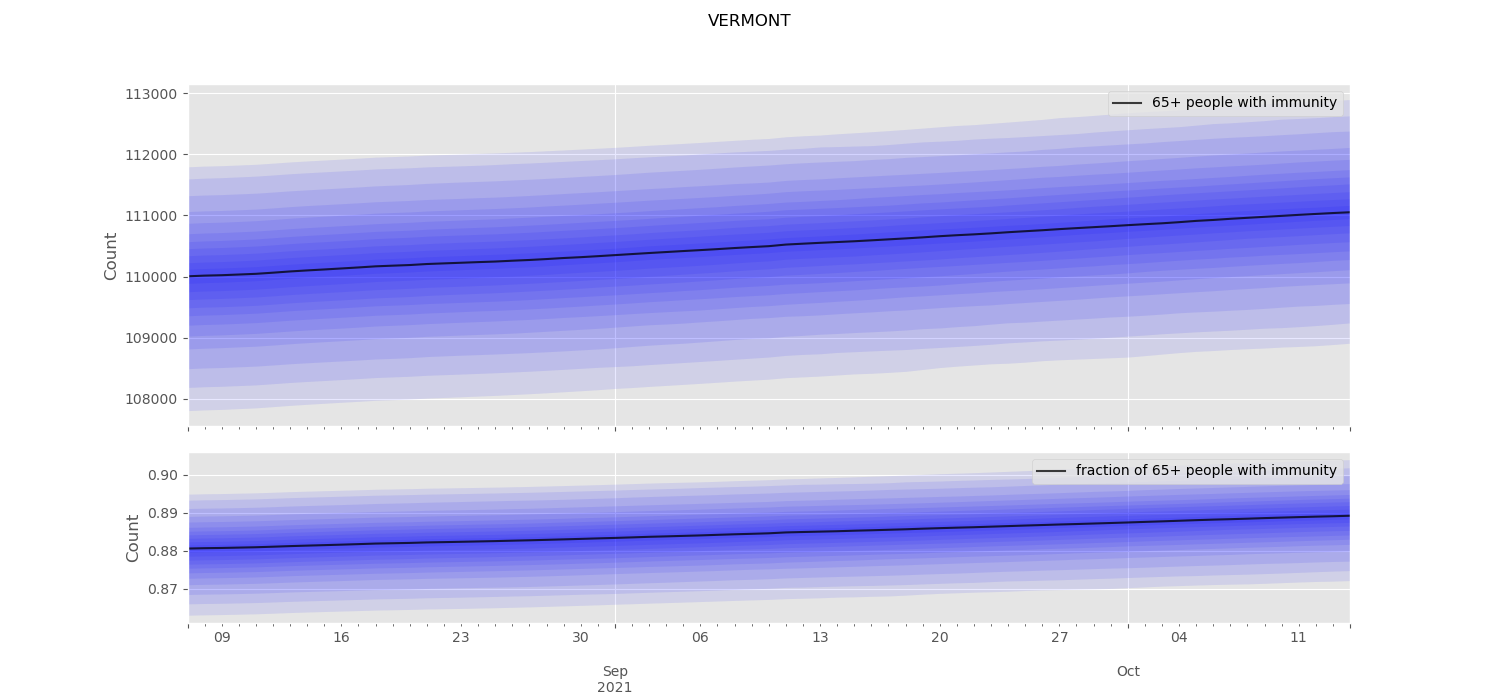 VERMONT
65+ people with immunity
113000
112000
111000
110000
109000
108000
Count
fraction of 65+ people with immunity
0.90
0.89
0.88
0.87
Count
09 16 23 30 06 13 20 27 04 11
Sep Oct
2021